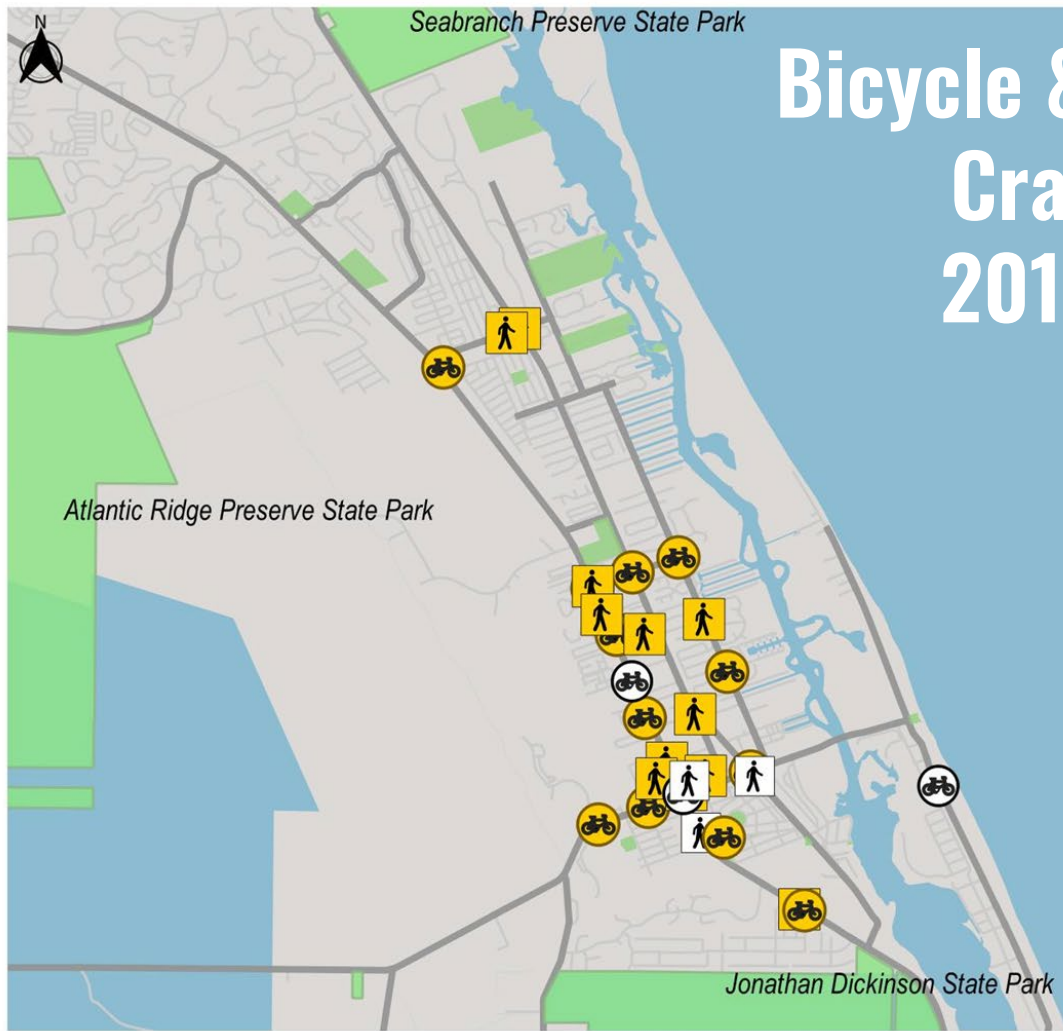 N
Seabranch Preserve State Park
Bicycle &
Cra
201
Atlantic Ridge Preserve State Park
Jonathan Dickinson State Park